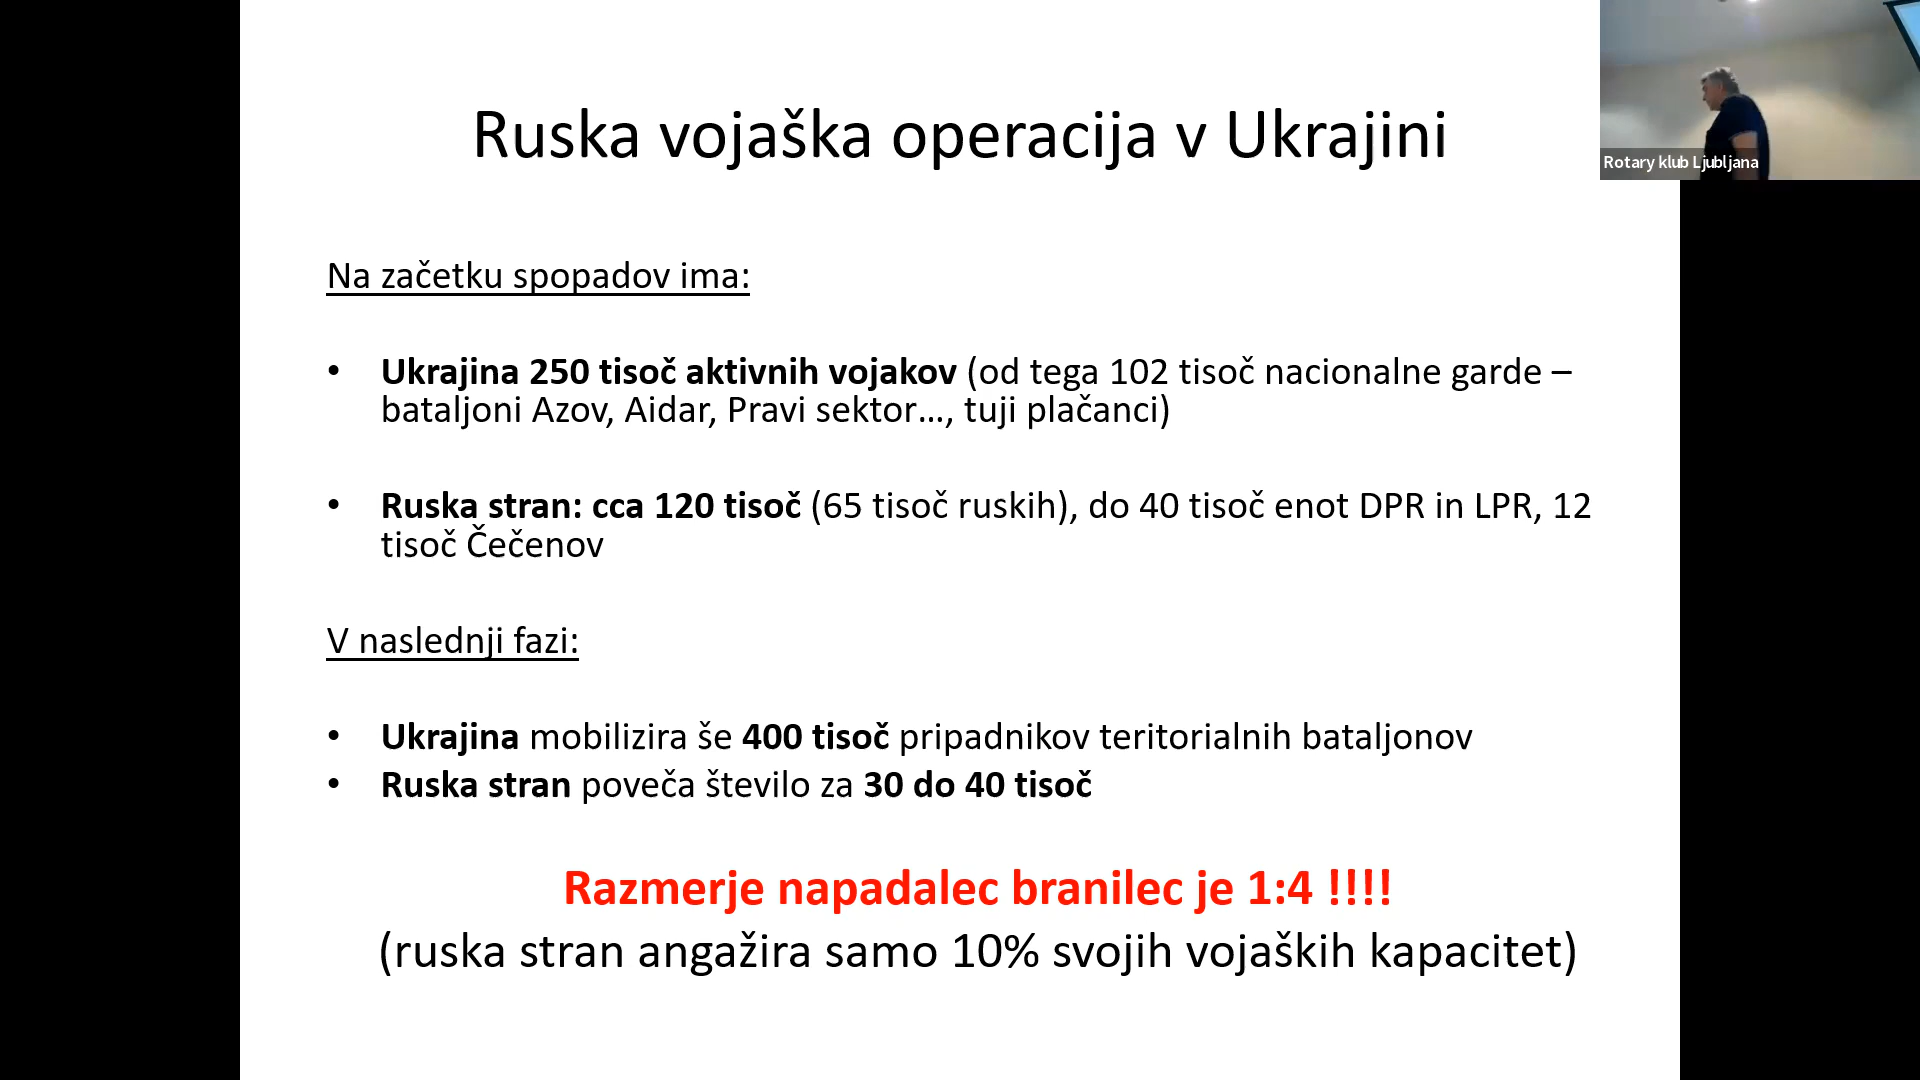 Ruska vojaška operacija v Ukrajini
Rotary klub Ljubljana
Na začetku spopadov ima:
• Ukrajina 250 tisoč aktivnih vojakov (od tega 102 tisoč nacionalne garde –
bataljoni Azov, Aidar, Pravi sektor…, tuji plačanci)
• Ruska stran: cca 120 tisoč (65 tisoč ruskih), do 40 tisoč enot DPR in LPR, 12
tisoč Čečenov
V naslednji fazi:
• Ukrajina mobilizira še 400 tisoč pripadnikov teritorialnih bataljonov
• Ruska stran poveča število za 30 do 40 tisoč
Razmerje napadalec branilec je 1:4 !!!!
(ruska stran angažira samo 10% svojih vojaških kapacitet)